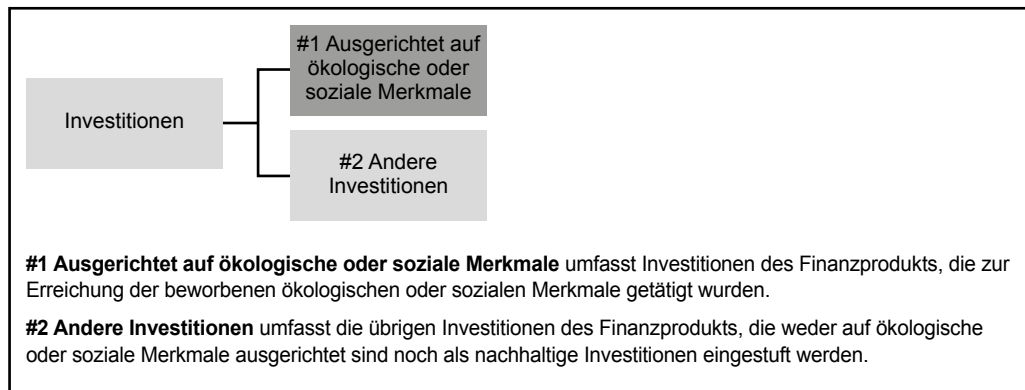 #1 Ausgerichtet auf
ökologische oder
soziale Merkmale
Investitionen
#2 Andere
Investitionen
#1 Ausgerichtet auf ökologische oder soziale Merkmale umfasst Investitionen des Finanzprodukts, die zur
Erreichung der beworbenen ökologischen oder sozialen Merkmale getätigt wurden.
#2 Andere Investitionen umfasst die übrigen Investitionen des Finanzprodukts, die weder auf ökologische
oder soziale Merkmale ausgerichtet sind noch als nachhaltige Investitionen eingestuft werden.